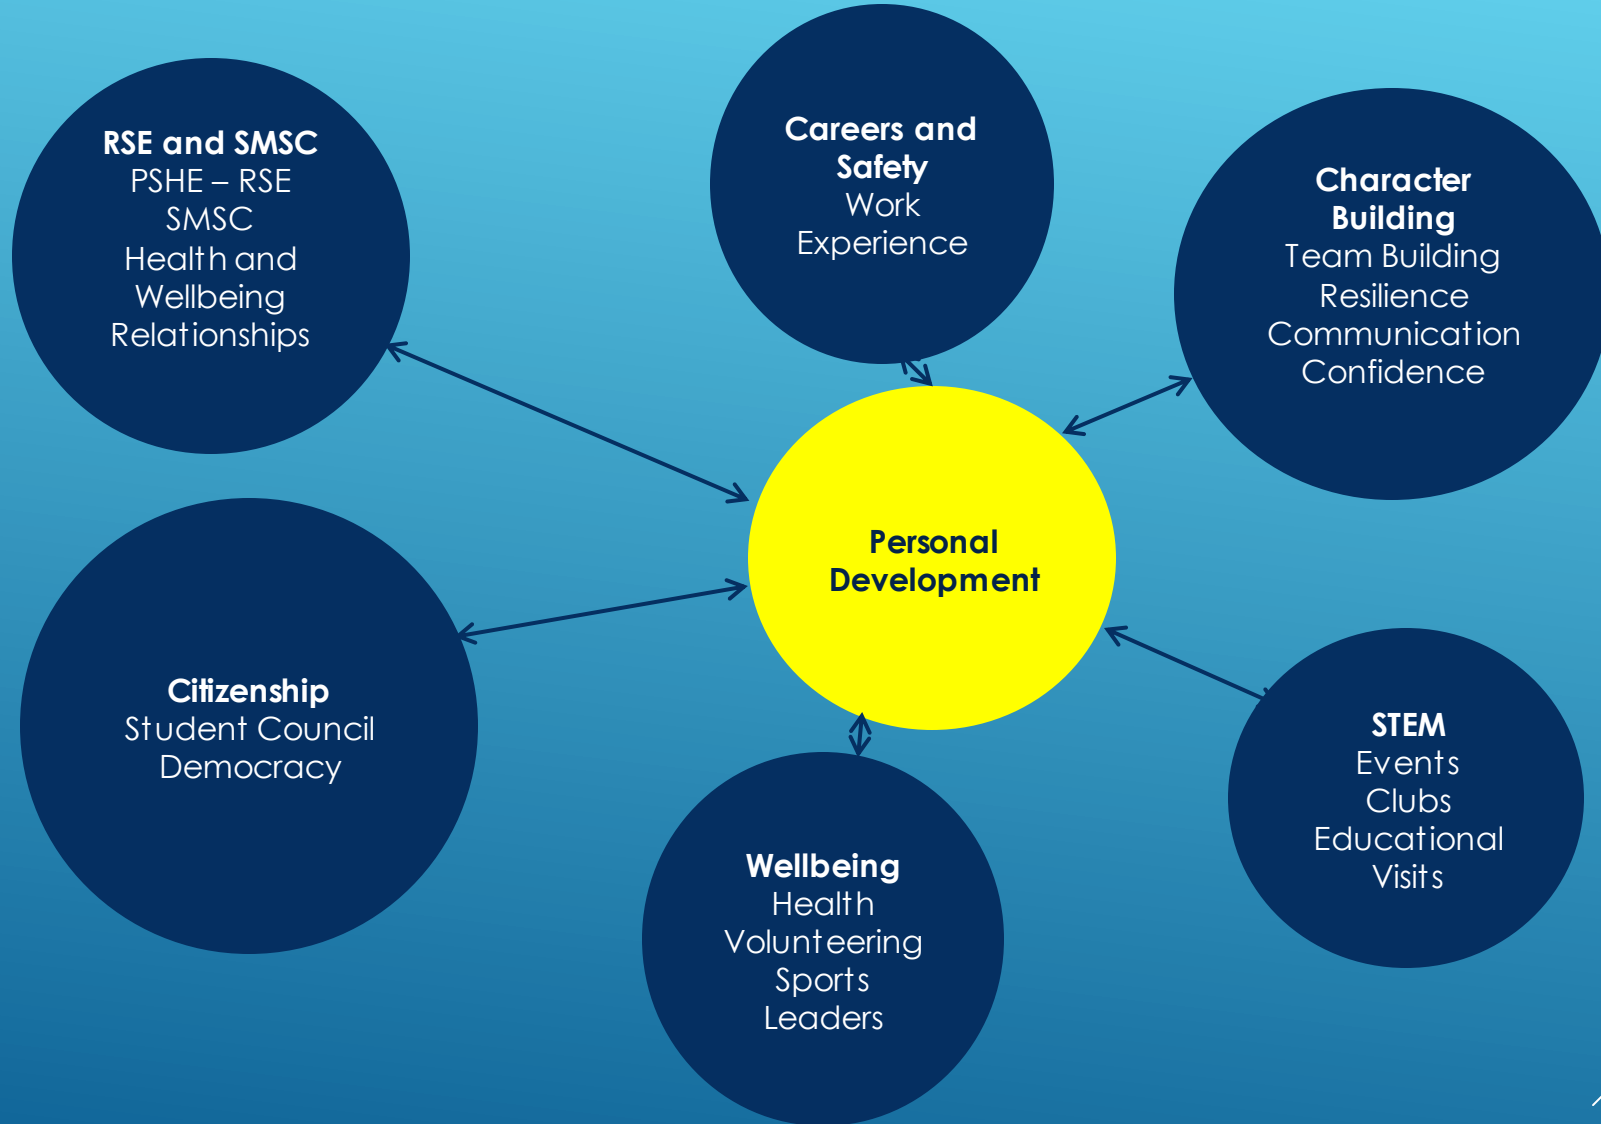 RSE and SMSC
PSHE – RSE
SMSC
Health and
Wellbeing
Relationships
Careers and
Safety
Work
Experience
Character
Building
Team Building
Resilience
Communication
Confidence
Personal
Development
Citizenship
Student Council
Democracy
Wellbeing
Health
Volunteering
Sports
Leaders
STEM
Events
Clubs
Educational
Visits